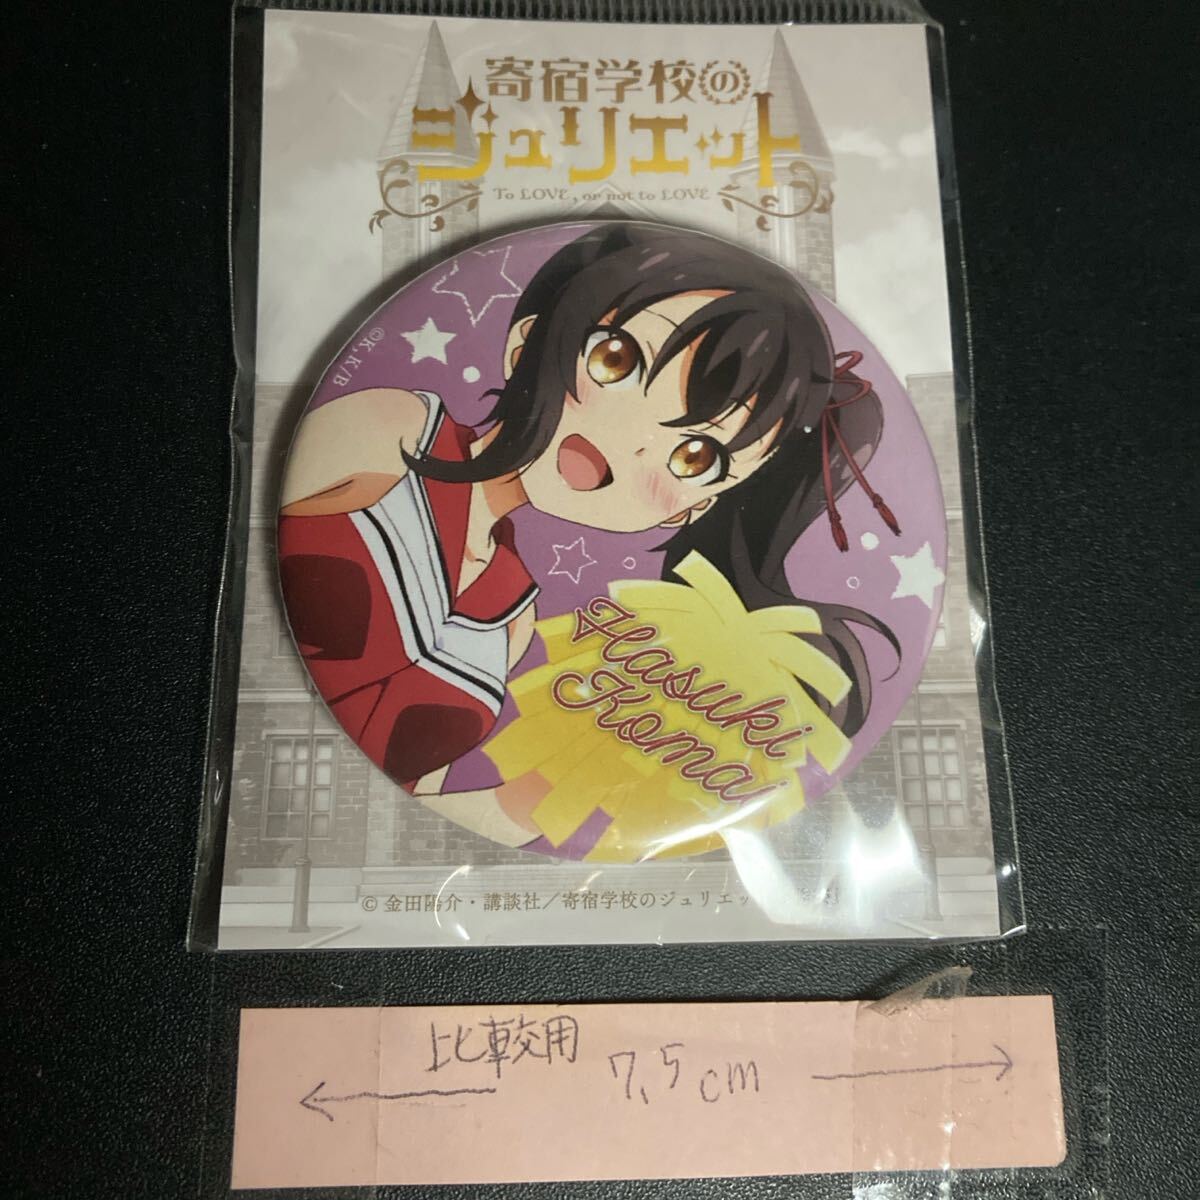 寄宿学校の
ジュリエット
To LOVE, or not to LOVE
©K, K/B
Hasuki
Komai
© 金田陽介・講談社／寄宿学校のジュリエッ
比較用
7.5cm